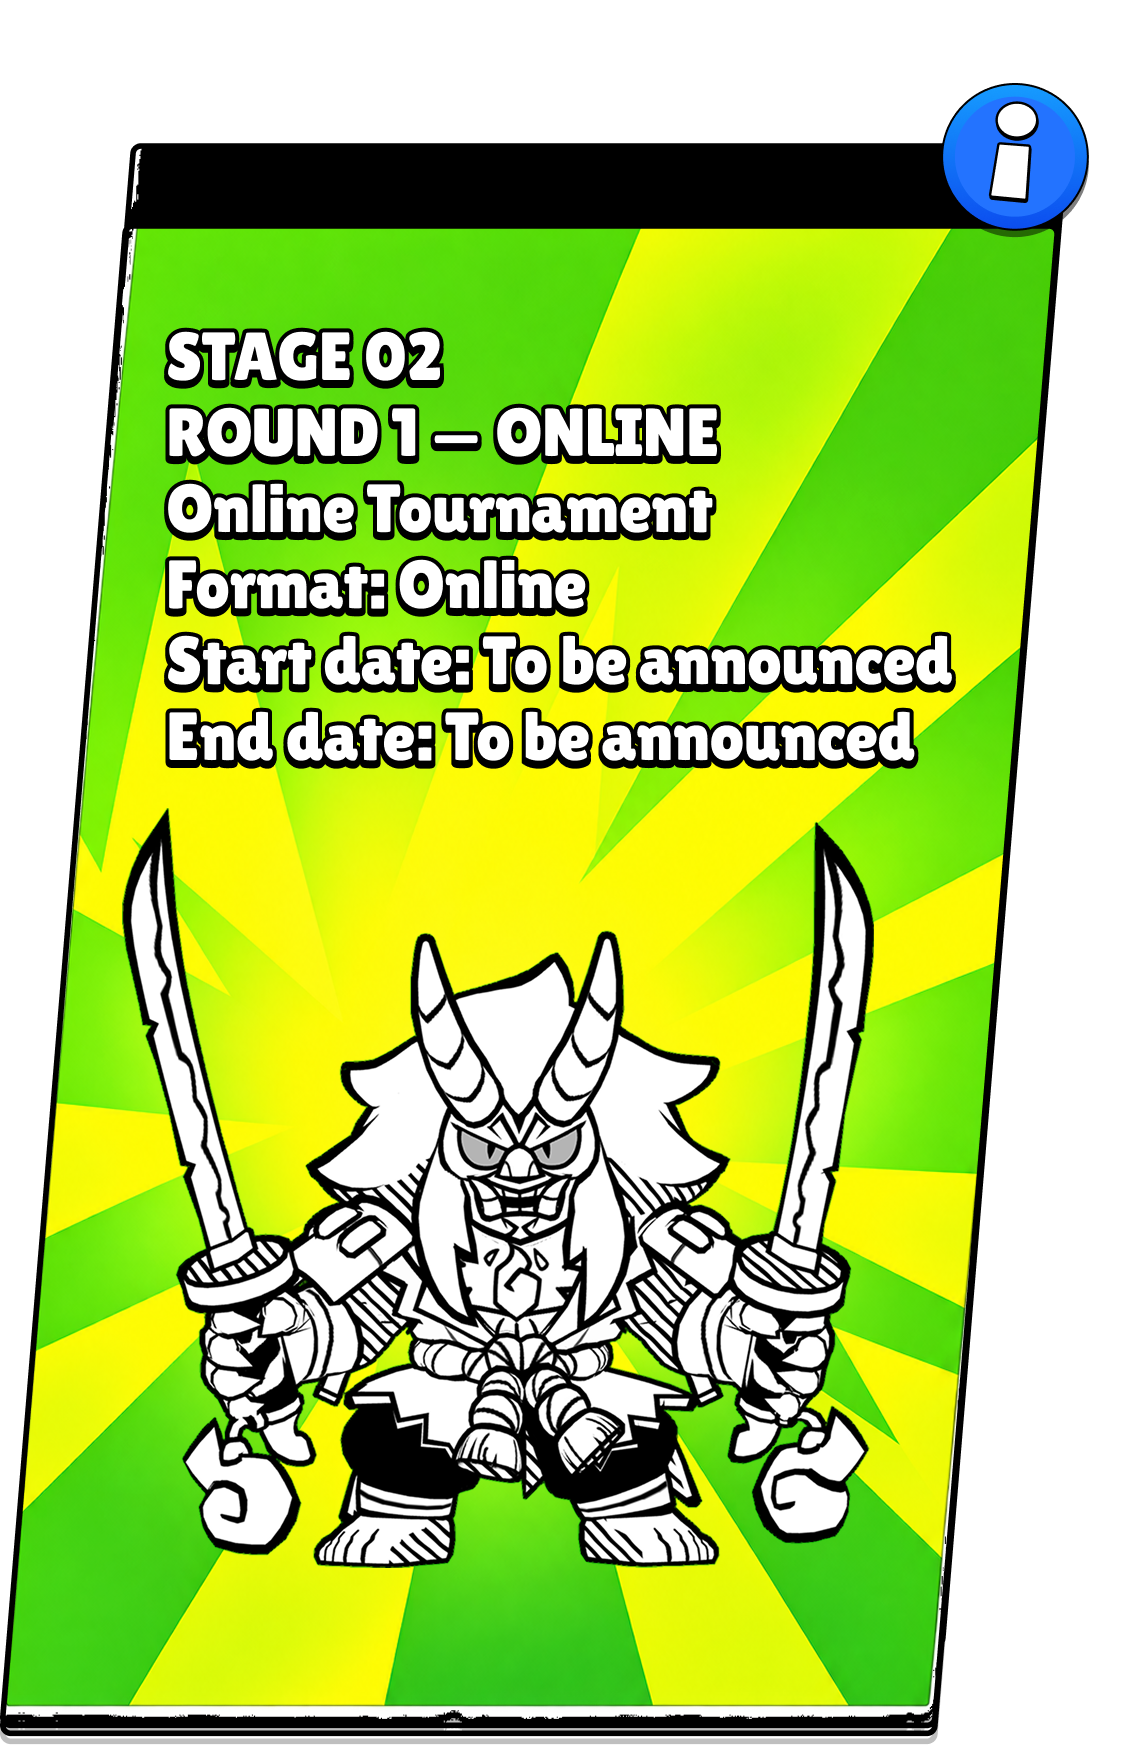 STAGE 02
ROUND 1 — ONLINE
Online Tournament
Format: Online
Start date: To be announced
End date: To be announced